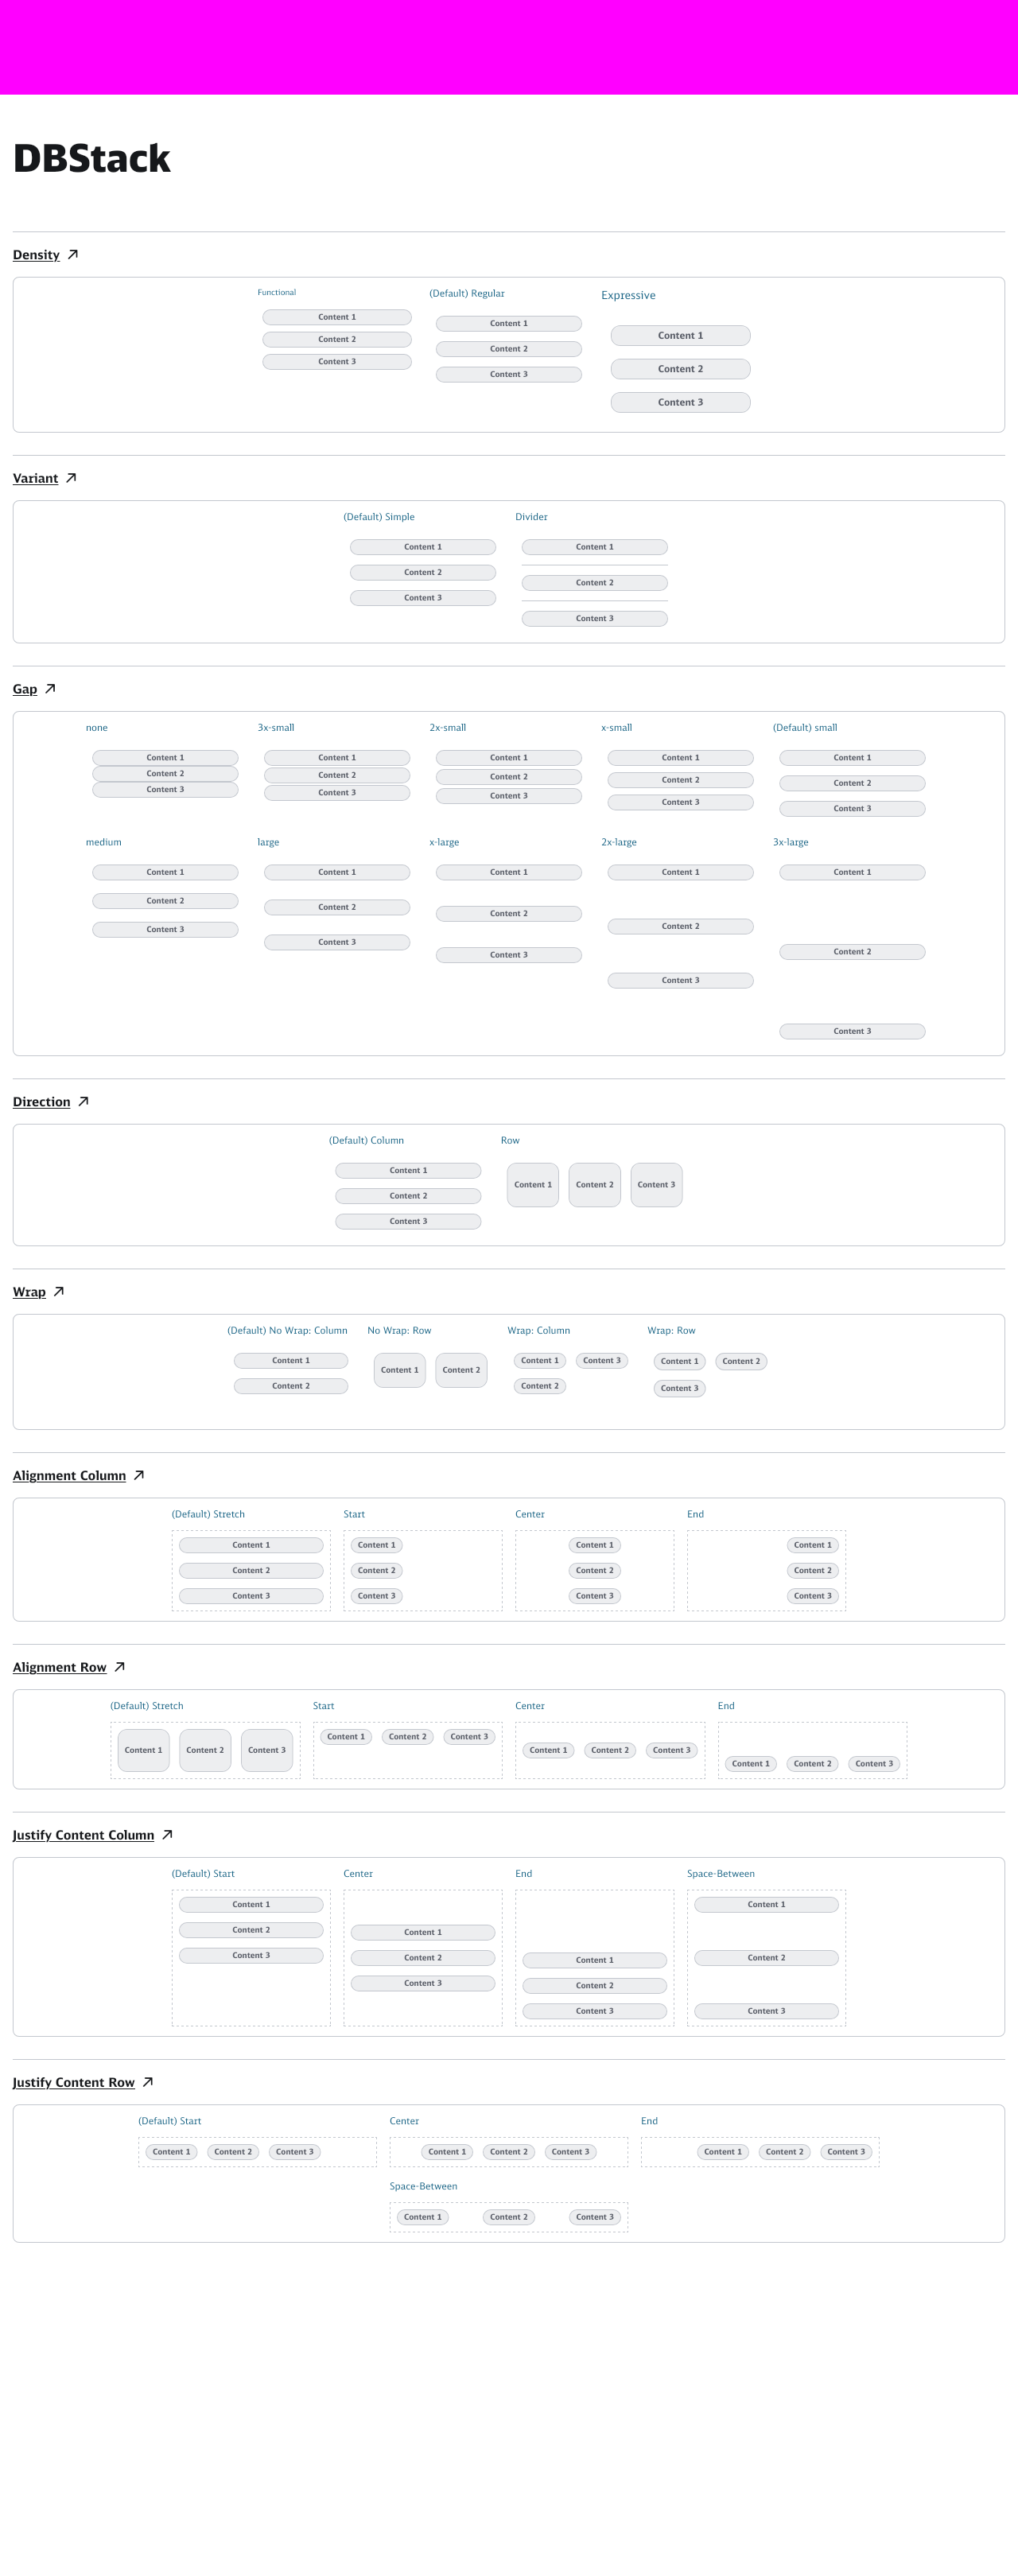 DBStack
Density
Functional
(Default) Regular
Expressive
Content 1
Content 2
Content 3
Content 1
Content 2
Content 3
Content 1
Content 2
Content 3
Variant
(Default) Simple
Divider
Content 1
Content 2
Content 3
Content 1
Content 2
Content 3
Gap
none
3x-small
2x-small
x-small
(Default) small
Content 1
Content 2
Content 3
Content 1
Content 2
Content 3
Content 1
Content 2
Content 3
Content 1
Content 2
Content 3
Content 1
Content 2
Content 3
medium
large
x-large
2x-large
3x-large
Content 1
Content 2
Content 3
Content 1
Content 2
Content 3
Content 1
Content 2
Content 3
Content 1
Content 2
Content 3
Content 1
Content 2
Content 3
Direction
(Default) Column
Row
Content 1
Content 2
Content 3
Content 1
Content 2
Content 3
Wrap
(Default) No Wrap: Column
No Wrap: Row
Wrap: Column
Wrap: Row
Content 1
Content 2
Content 1
Content 2
Content 1
Content 3
Content 2
Content 1
Content 2
Content 3
Alignment Column
(Default) Stretch
Start
Center
End
Content 1
Content 2
Content 3
Content 1
Content 2
Content 3
Content 1
Content 2
Content 3
Content 1
Content 2
Content 3
Alignment Row
(Default) Stretch
Start
Center
End
Content 1
Content 2
Content 3
Content 1
Content 2
Content 3
Content 1
Content 2
Content 3
Content 1
Content 2
Content 3
Justify Content Column
(Default) Start
Center
End
Space-Between
Content 1
Content 2
Content 3
Content 1
Content 2
Content 3
Content 1
Content 2
Content 3
Content 1
Content 2
Content 3
Justify Content Row
(Default) Start
Center
End
Content 1
Content 2
Content 3
Content 1
Content 2
Content 3
Content 1
Content 2
Content 3
Space-Between
Content 1
Content 2
Content 3